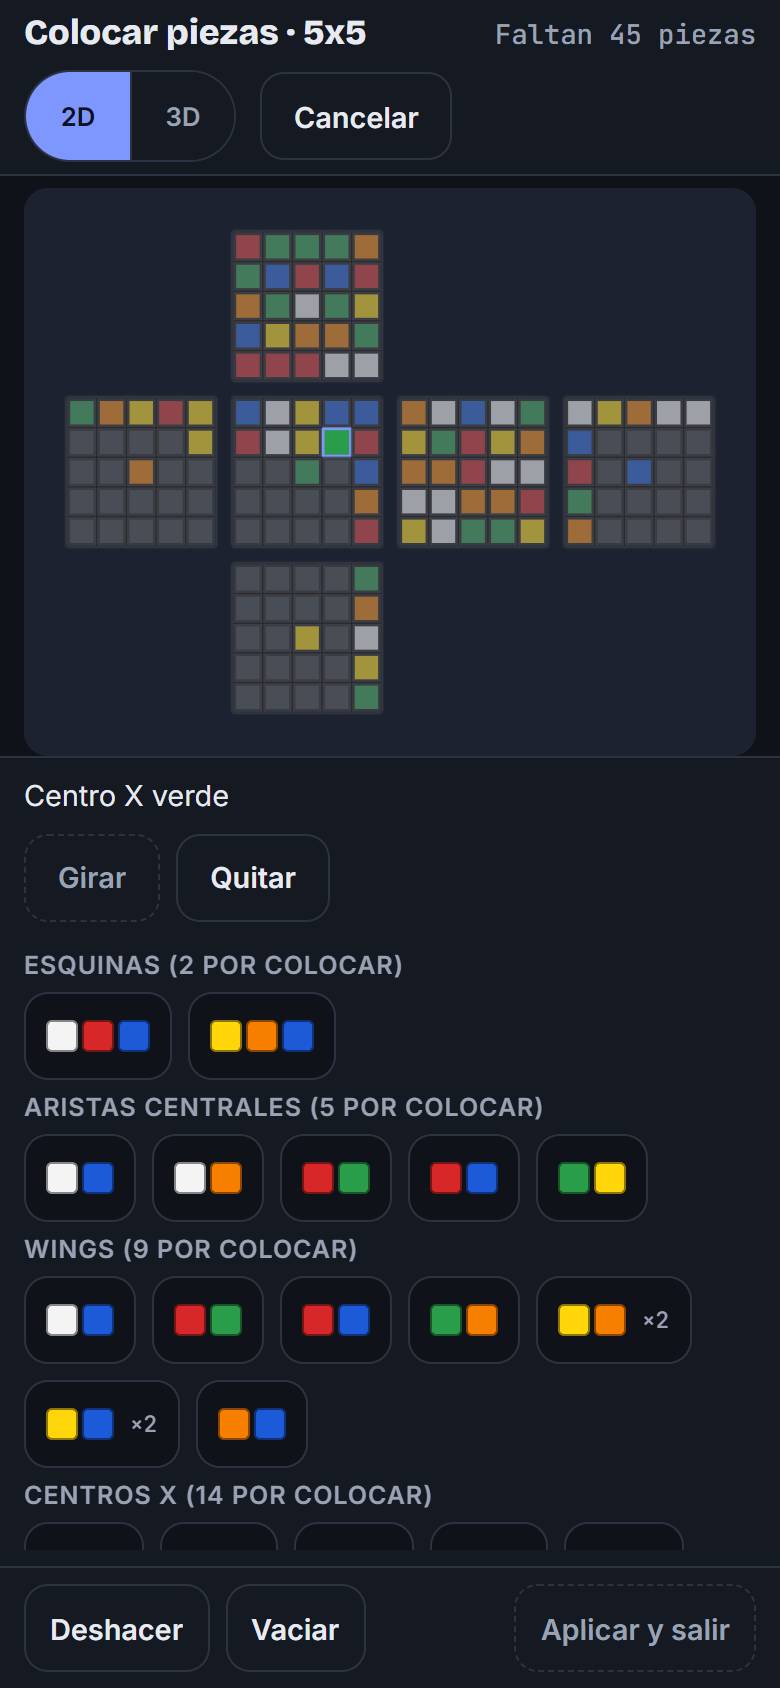 Colocar piezas · 5x5
Faltan 45 piezas
2D
3D
Cancelar
Centro X verde
Girar
Quitar
ESQUINAS (2 POR COLOCAR)
ARISTAS CENTRALES (5 POR COLOCAR)
WINGS (9 POR COLOCAR)
×2
×2
CENTROS X (14 POR COLOCAR)
Deshacer
Vaciar
Aplicar y salir